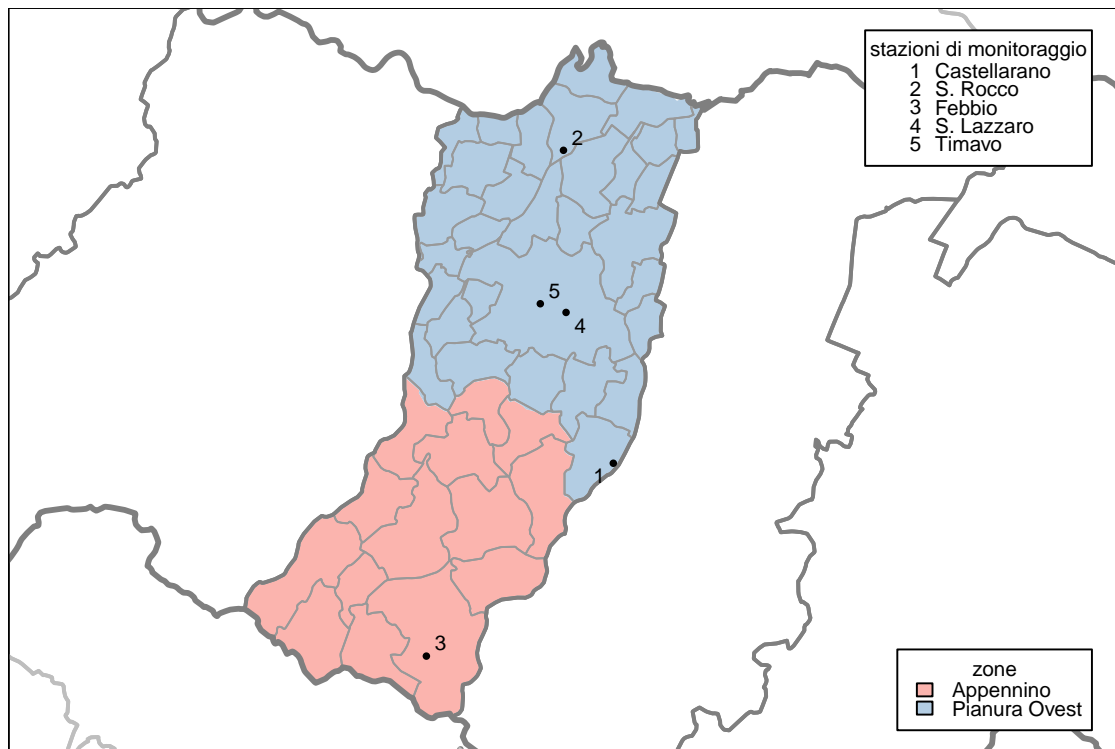 stazioni di monitoraggio
1 Castellarano
2 S. Rocco
3 Febbio
4 S. Lazzaro
5 Timavo
2
5
4
1
3
zone
Appennino
Pianura Ovest